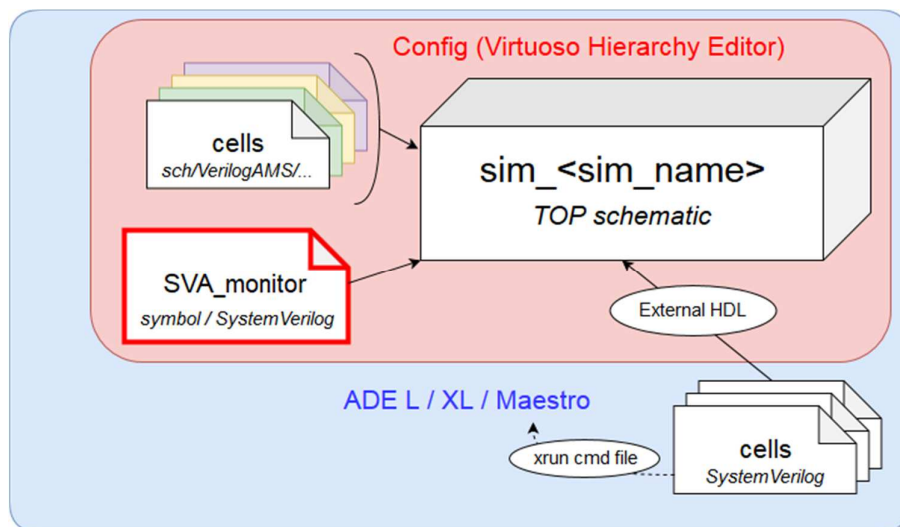 Config (Virtuoso Hierarchy Editor)
cells
sch/VerilogAMS/...
sim_<sim_name>
TOP schematic
SVA_monitor
symbol / SystemVerilog
External HDL
ADE L / XL / Maestro
xrun cmd file
cells
SystemVerilog